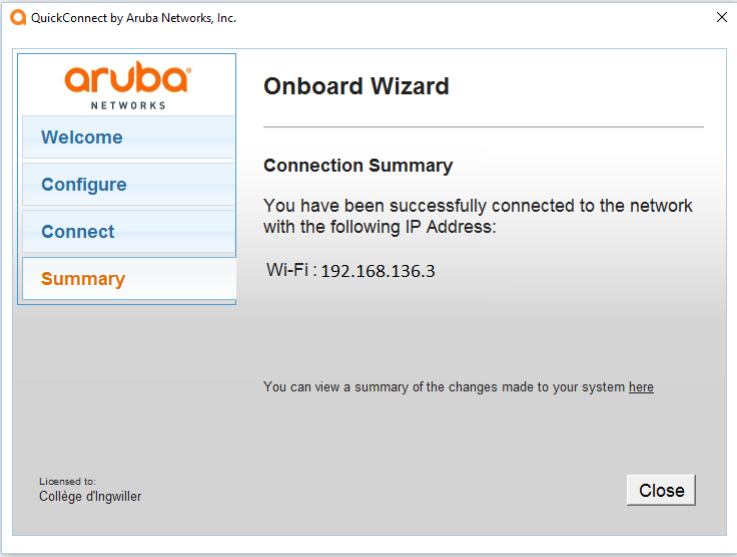 QuickConnect by Aruba Networks, Inc.
aruba
NETWORKS
Welcome
Configure
Connect
Summary
Onboard Wizard
Connection Summary
You have been successfully connected to the network
with the following IP Address:
Wi-Fi : 192.168.136.3
You can view a summary of the changes made to your system here
Licensed to:
Collège d'Ingwiller
Close